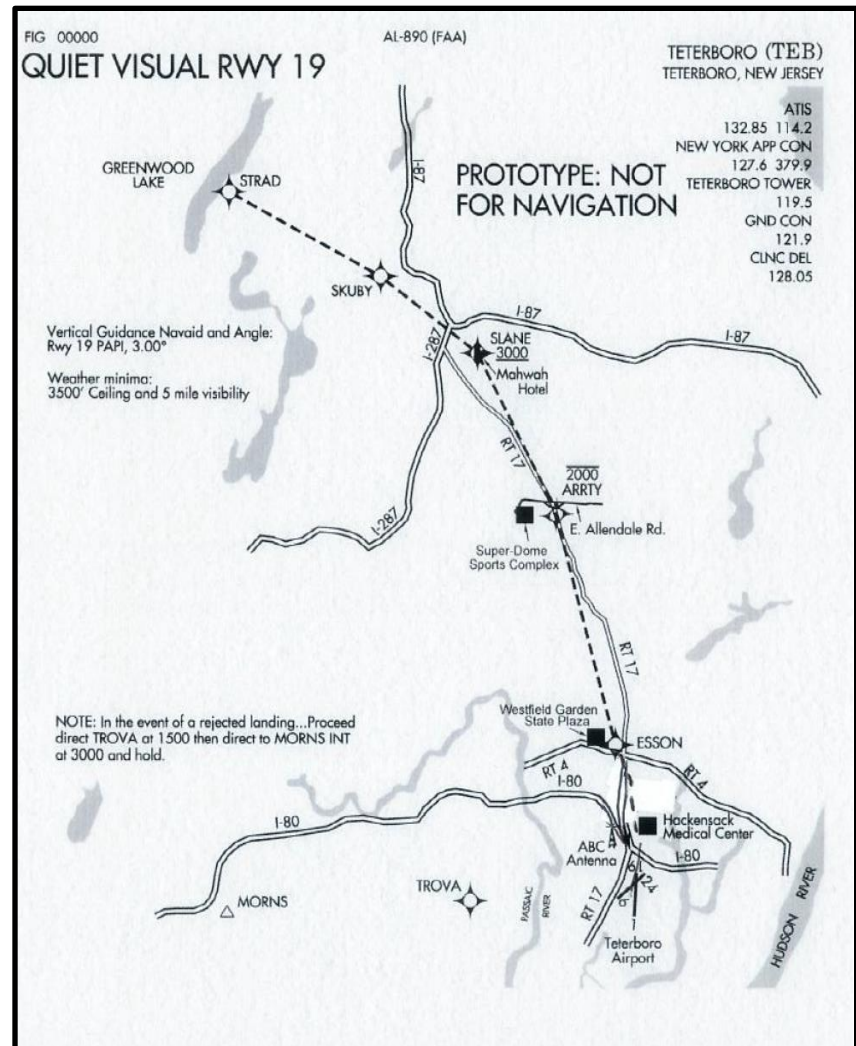 FIG 00000
AL-890 (FAA)
QUIET VISUAL RWY 19
TETERBORO (TEB)
TETERBORO, NEW JERSEY
ATIS
132.85 114.2
NEW YORK APP CON
127.6 379.9
TETERBORO TOWER
119.5
GND CON
121.9
CLNC DEL
128.05
PROTOTYPE: NOT
FOR NAVIGATION
GREENWOOD
LAKE
STRAD
I-87
SKUBY
I-87
I-87
I-287
SLANE
3000
Mahwah
Hotel
Vertical Guidance Navaid and Angle:
Rwy 19 PAPI, 3.00°
Weather minima:
3500' Ceiling and 5 mile visibility
RT 17
2000
ARRTY
I-287
E. Allendale Rd.
Super-Dome
Sports Complex
RT 17
NOTE: In the event of a rejected landing...Proceed
direct TROVA at 1500 then direct to MORNS INT
at 3000 and hold.
Westfield Garden
State Plaza
ESSON
RT 4
RT 4
I-80
I-80
Hackensack
Medical Center
ABC
Antenna
I-80
MORNS
TROVA
PASSAIC
RIVER
RT 17
19
24
6
1
Teterboro
Airport
HUDSON RIVER